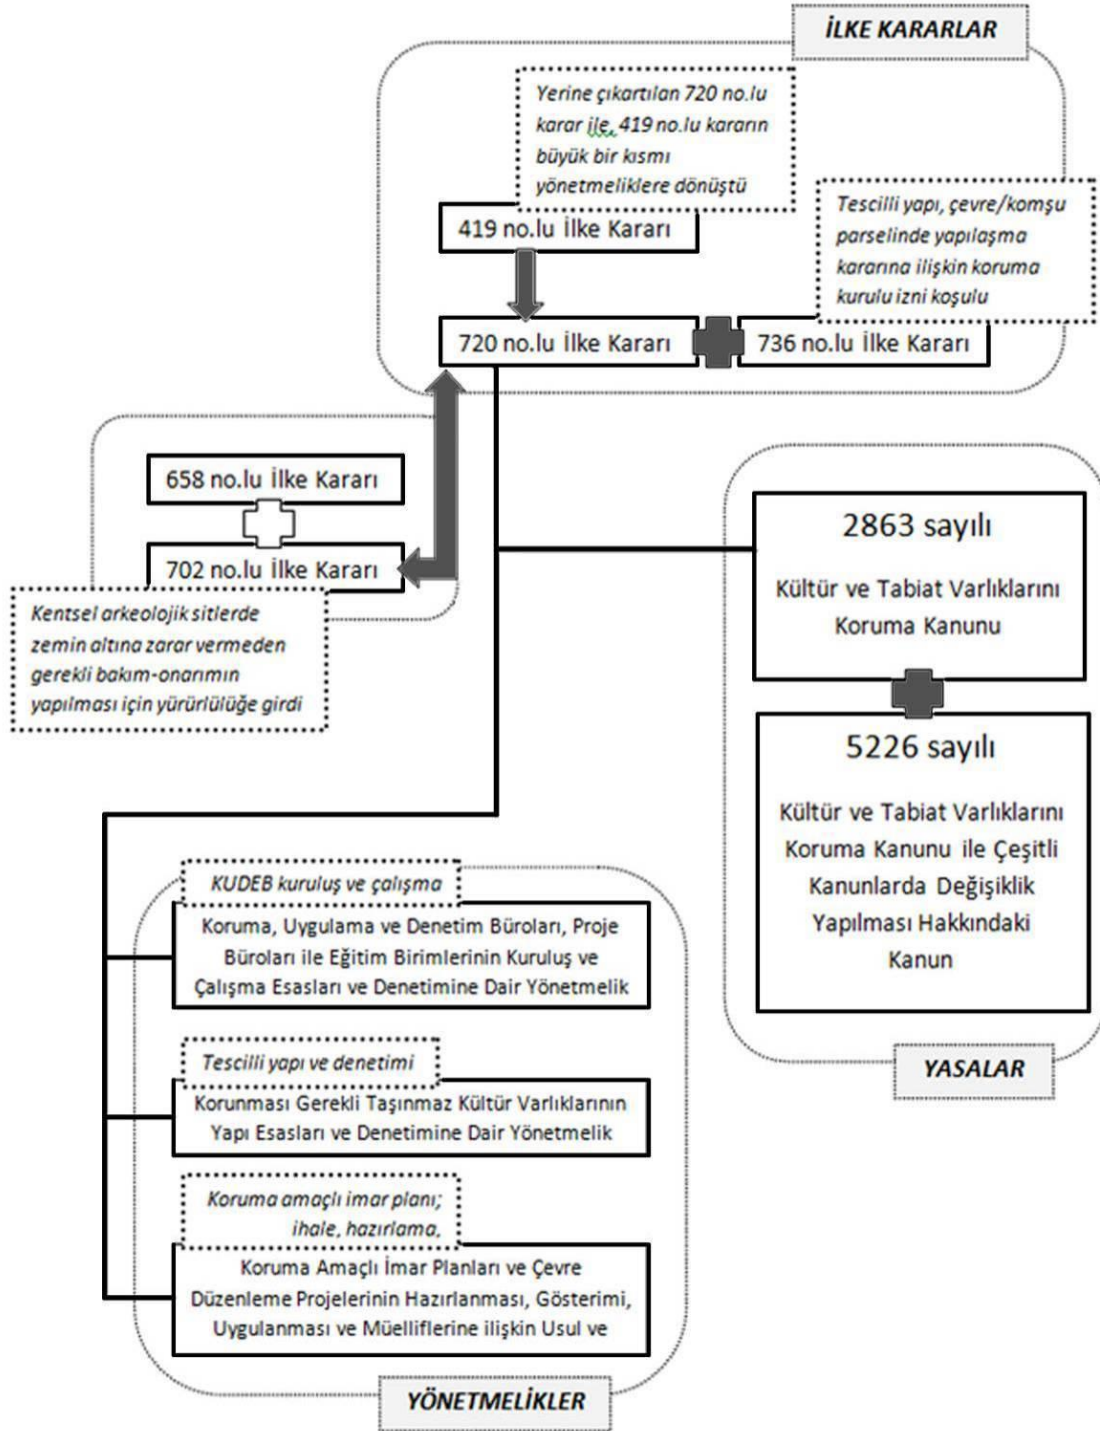 İLKE KARARLAR
Yerine çıkartılan 720 no.lu
karar ile, 419 no.lu kararın
büyük bir kısmı
yönetmeliklere dönüştü
419 no.lu İlke Kararı
Tescilli yapı, çevre/komşu
parselinde yapılaşma
kararına ilişkin koruma
kurulu izni koşulu
720 no.lu İlke Kararı
736 no.lu İlke Kararı
658 no.lu İlke Kararı
702 no.lu İlke Kararı
Kentsel arkeolojik sitlerde
zemin altına zarar vermeden
gerekli bakım-onarımın
yapılması için yürürlülüğe girdi
2863 sayılı
Kültür ve Tabiat Varlıklarını
Koruma Kanunu
5226 sayılı
Kültür ve Tabiat Varlıklarını
Koruma Kanunu ile Çeşitli
Kanunlarda Değişiklik
Yapılması Hakkındaki
Kanun
YASALAR
KUDEB kuruluş ve çalışma
Koruma, Uygulama ve Denetim Büroları, Proje
Büroları ile Eğitim Birimlerinin Kuruluş ve
Çalışma Esasları ve Denetimine Dair Yönetmelik
Tescilli yapı ve denetimi
Korunması Gerekli Taşınmaz Kültür Varlıklarının
Yapı Esasları ve Denetimine Dair Yönetmelik
Koruma amaçlı imar planı;
ihale, hazırlama,
Koruma Amaçlı İmar Planları ve Çevre
Düzenleme Projelerinin Hazırlanması, Gösterimi,
Uygulanması ve Müelliflerine ilişkin Usul ve
YÖNETMELİKLER